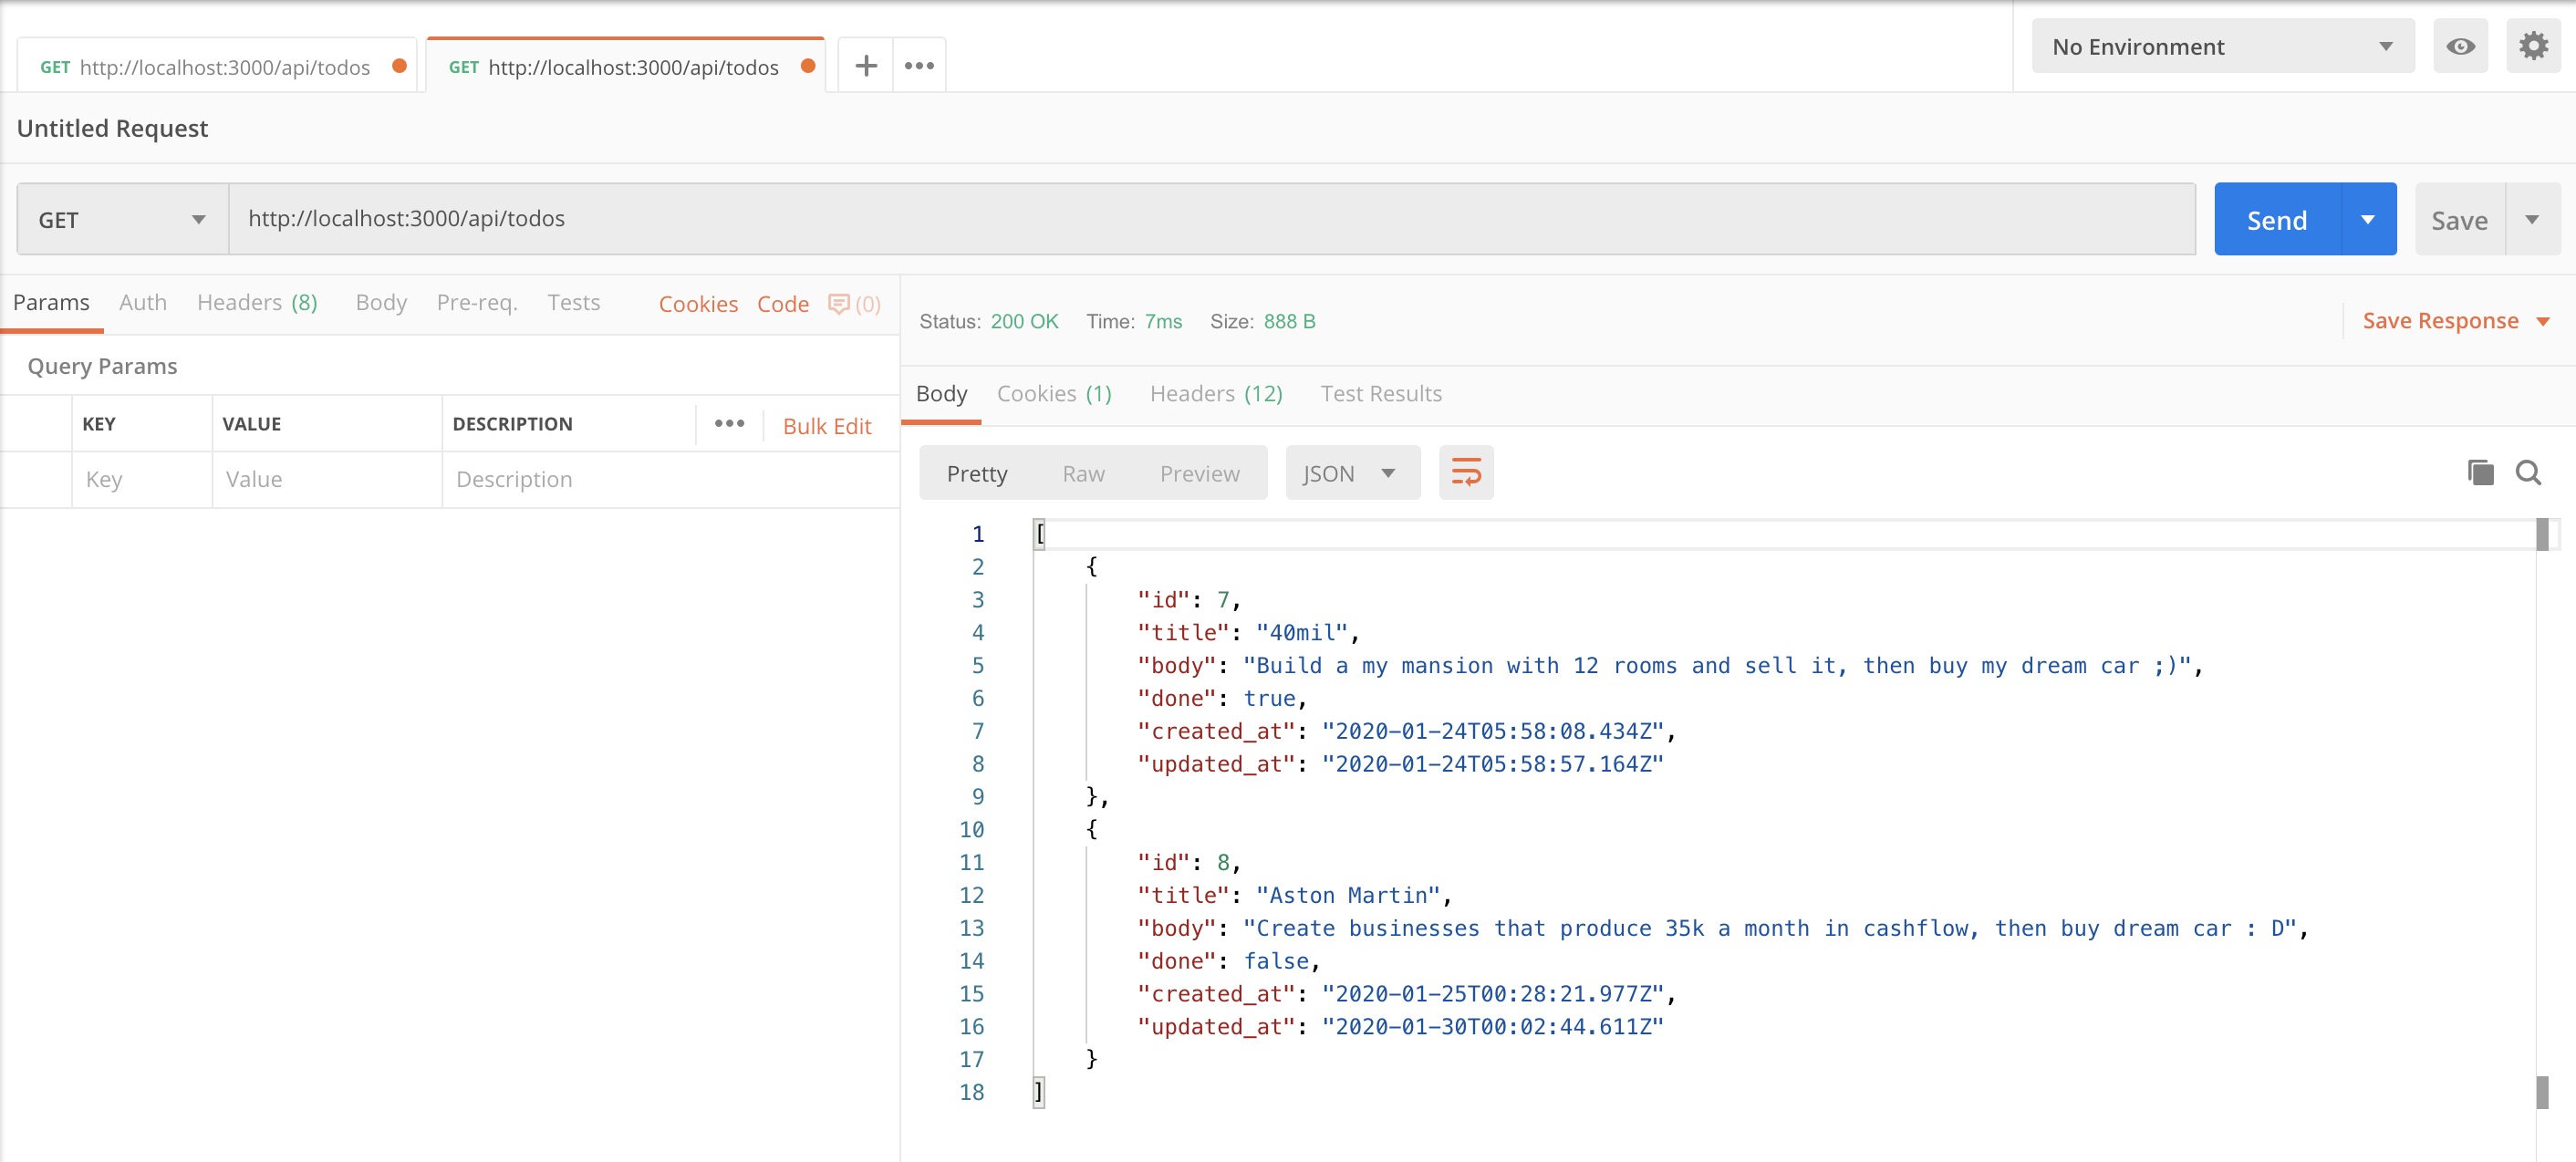 GET http://localhost:3000/api/todos GET http://localhost:3000/api/todos + ••• No Environment
Untitled Request
GET http://localhost:3000/api/todos Send Save
Params Auth Headers (8) Body Pre-req. Tests Cookies Code (0)
Status: 200 OK Time: 7ms Size: 888 B Save Response
Query Params
Body Cookies (1) Headers (12) Test Results
KEY VALUE DESCRIPTION ••• Bulk Edit
Key Value Description
Pretty Raw Preview JSON
1 [
2 {
3 "id": 7,
4 "title": "40mil",
5 "body": "Build a my mansion with 12 rooms and sell it, then buy my dream car ;)",
6 "done": true,
7 "created_at": "2020-01-24T05:58:08.434Z",
8 "updated_at": "2020-01-24T05:58:57.164Z"
9 },
10 {
11 "id": 8,
12 "title": "Aston Martin",
13 "body": "Create businesses that produce 35k a month in cashflow, then buy dream car : D",
14 "done": false,
15 "created_at": "2020-01-25T00:28:21.977Z",
16 "updated_at": "2020-01-30T00:02:44.611Z"
17 }
18 ]